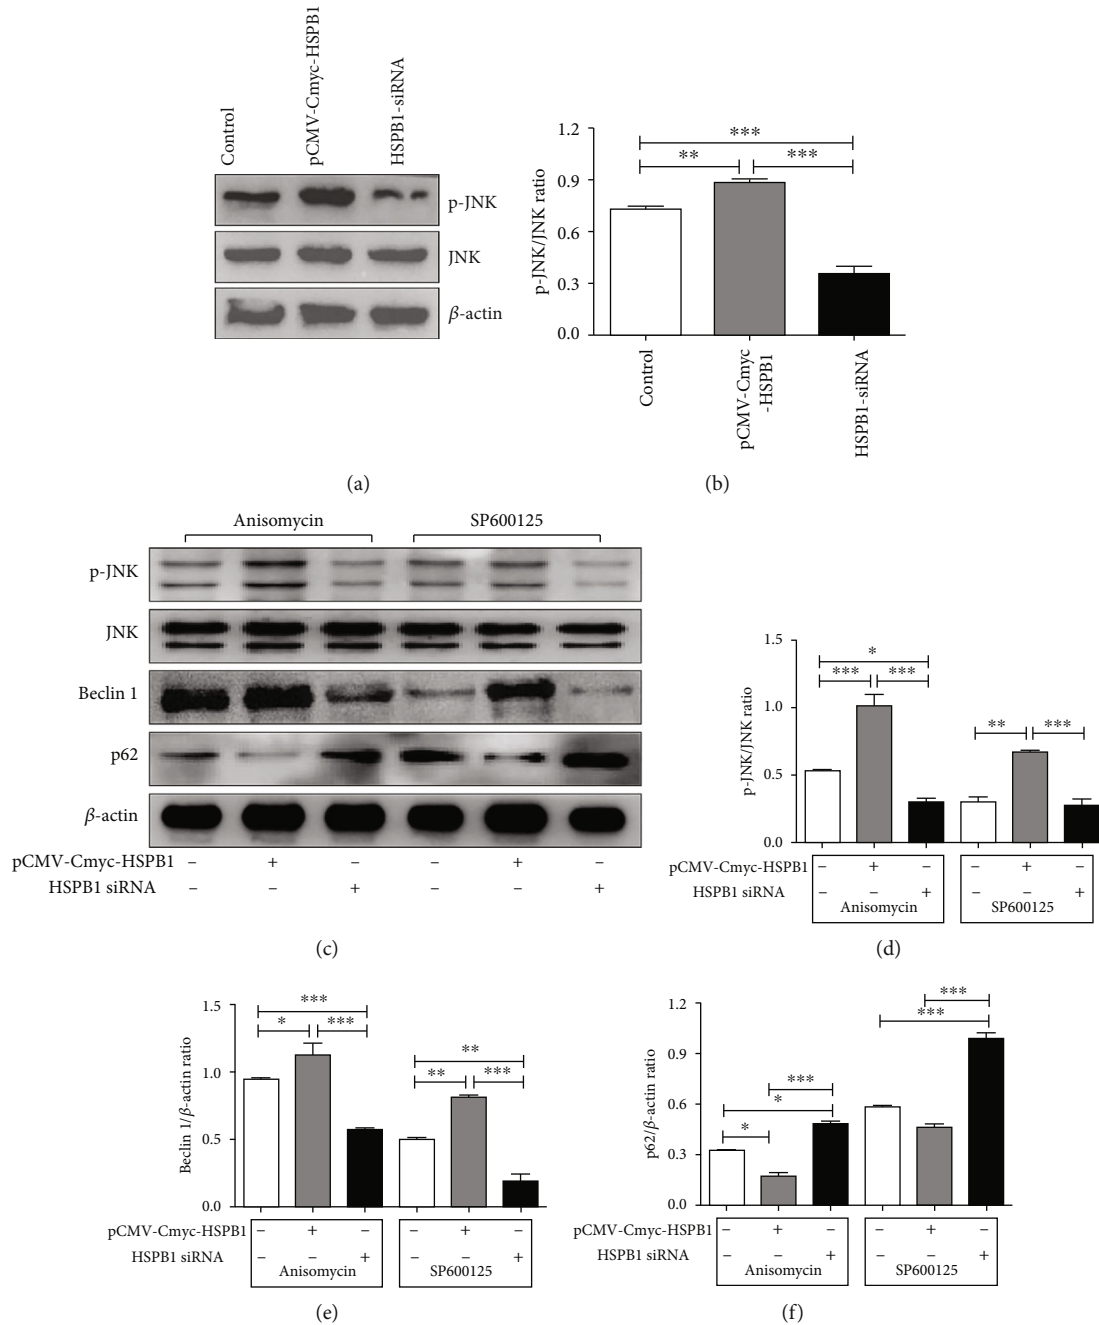 Control
pCMV-Cmyc-HSPB1
HSPB1-siRNA
p-JNK
JNK
β-actin
(a)
p-JNK/JNK ratio
1.2
0.9
0.6
0.3
0.0
***
** ***
Control
pCMV-Cmyc
-HSPB1
HSPB1-siRNA
(b)
Anisomycin SP600125
p-JNK
JNK
Beclin 1
p62
β-actin
pCMV-Cmyc-HSPB1 – + – – + –
HSPB1 siRNA – – + – – +
(c)
p-JNK/JNK ratio
1.5
1.0
0.5
0.0
*
*** ***
** ***
pCMV-Cmyc-HSPB1 – + – – + –
HSPB1 siRNA – – + – – +
Anisomycin SP600125
(d)
Beclin 1/β-actin ratio
1.5
1.0
0.5
0.0
***
* ***
**
** ***
pCMV-Cmyc-HSPB1 – + – – + –
HSPB1 siRNA – – + – – +
Anisomycin SP600125
(e)
p62/β-actin ratio
1.2
0.9
0.6
0.3
0.0
***
*
*
***
***
pCMV-Cmyc-HSPB1 – + – – + –
HSPB1 siRNA – – + – – +
Anisomycin SP600125
(f)